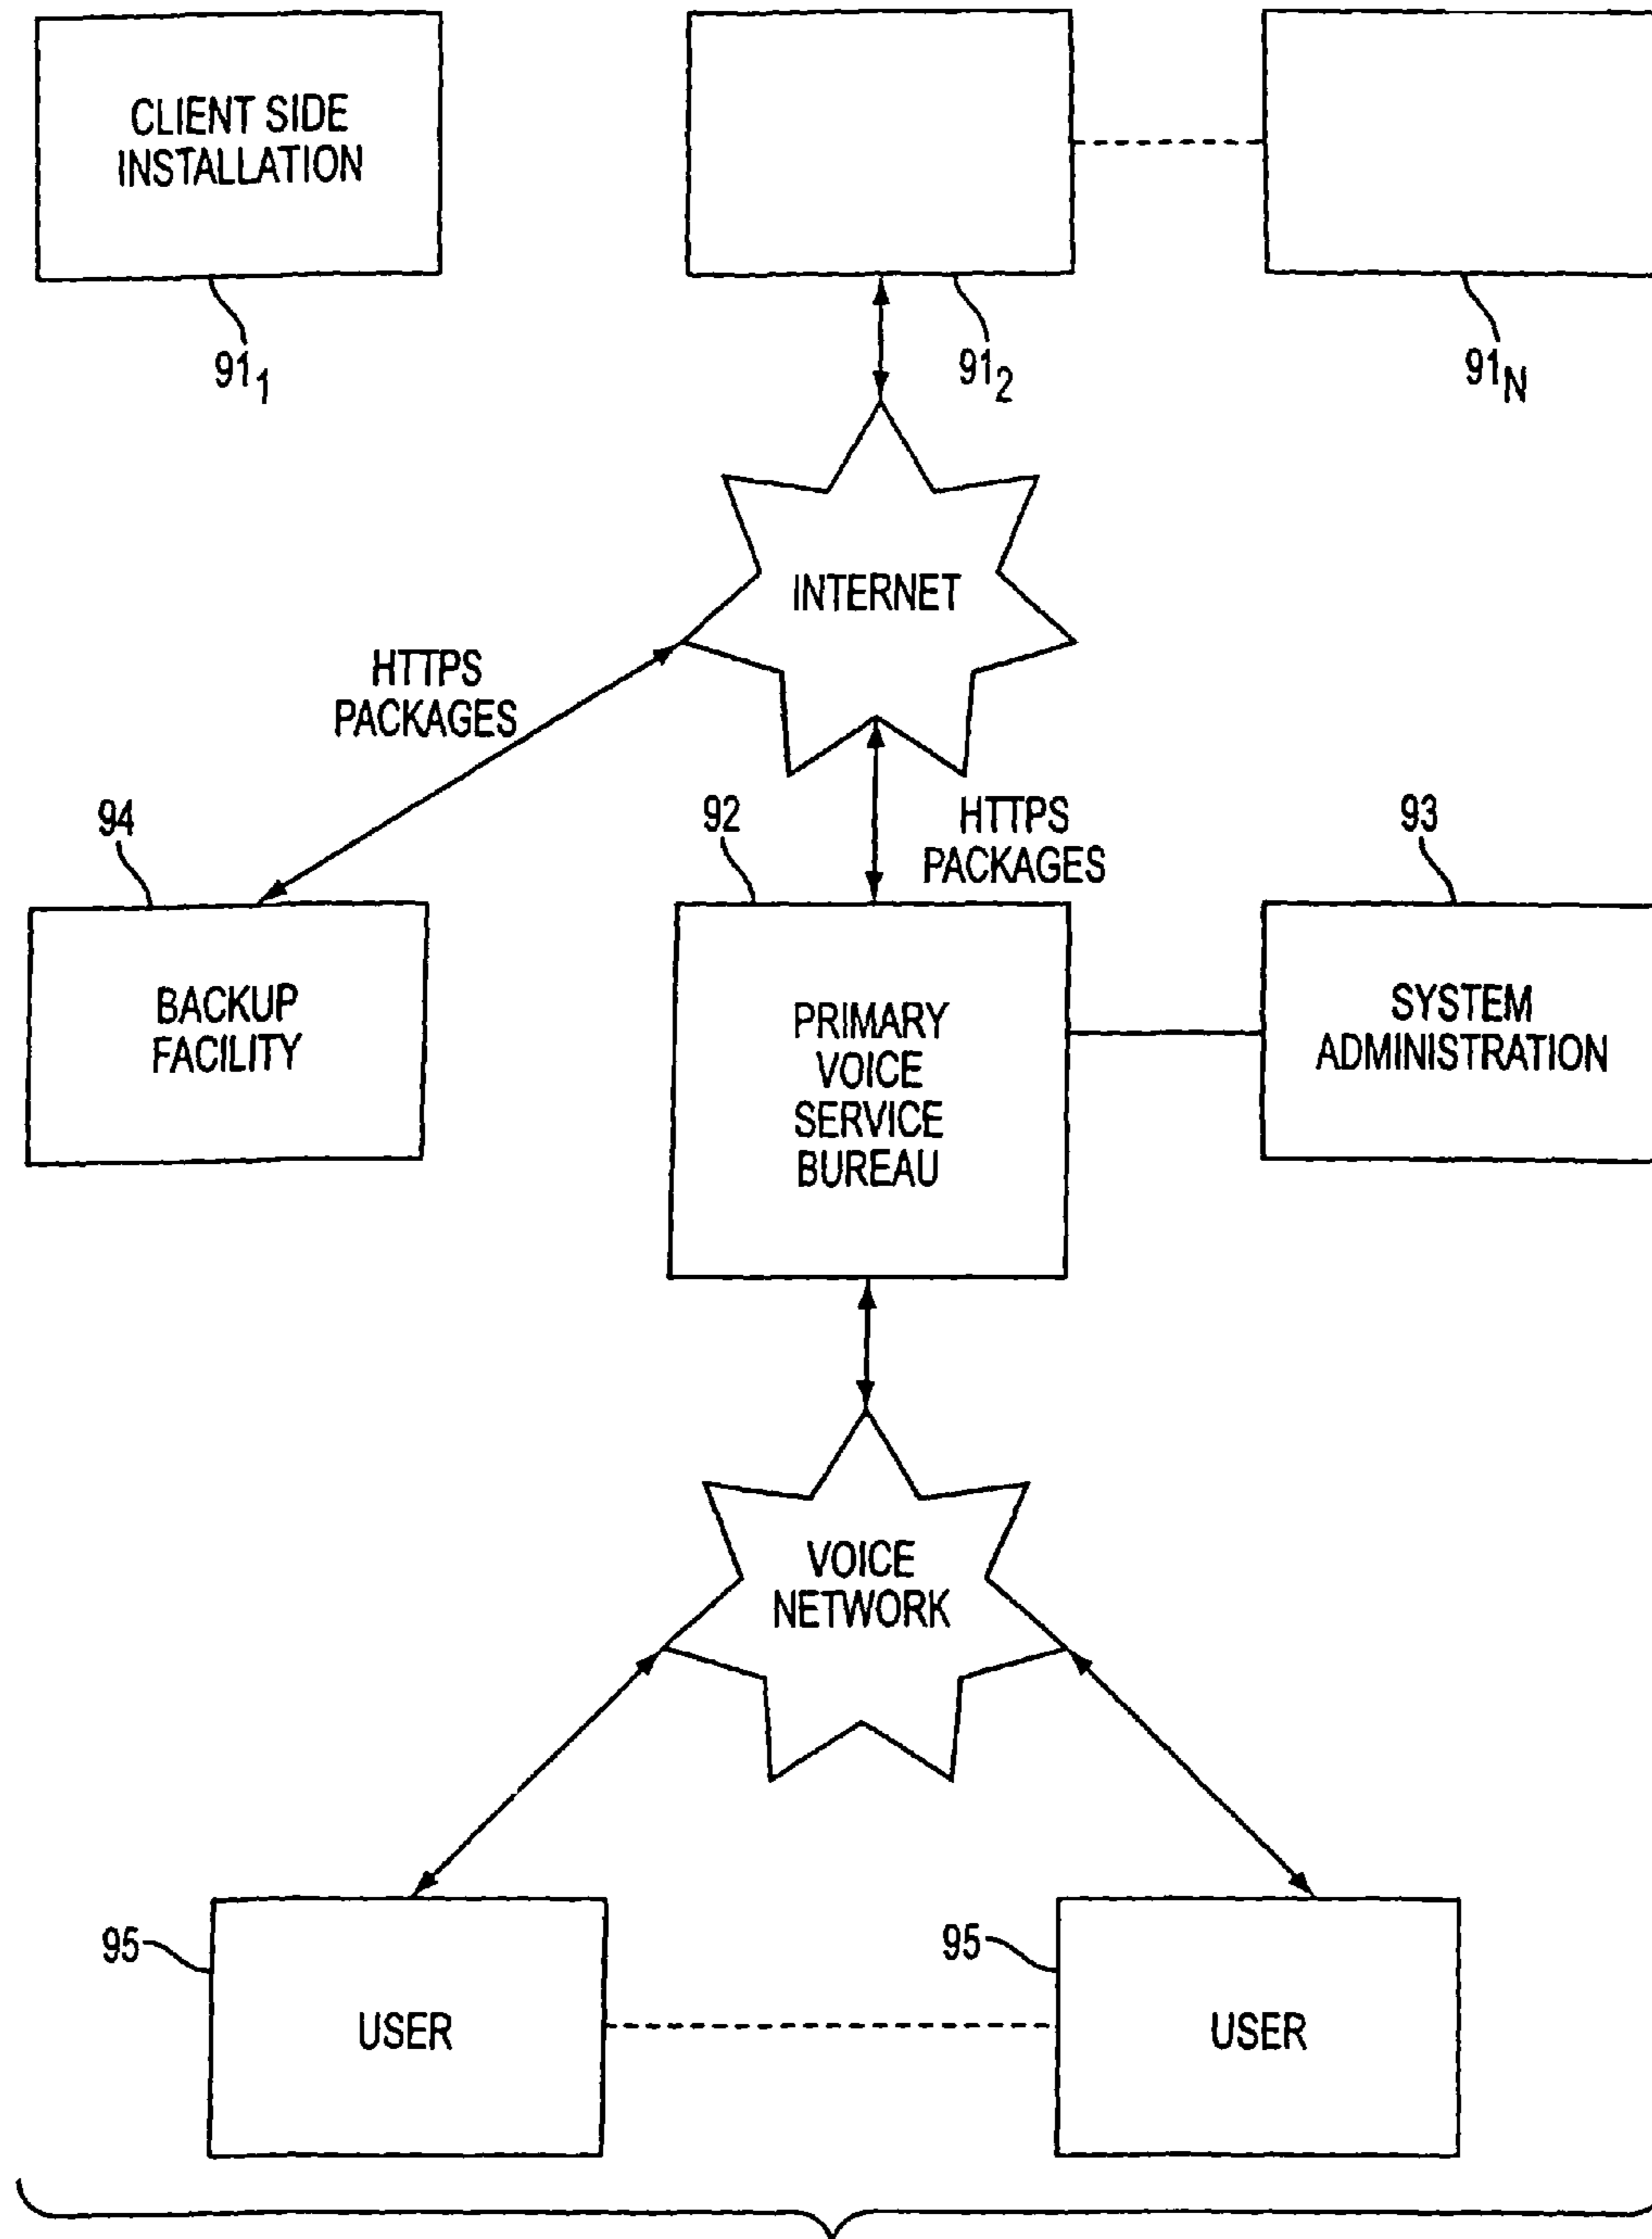 CLIENT SIDE
INSTALLATION
91₁
91₂
91N
INTERNET
HTTPS
PACKAGES
HTTPS
PACKAGES
94
92
93
BACKUP
FACILITY
PRIMARY
VOICE
SERVICE
BUREAU
SYSTEM
ADMINISTRATION
VOICE
NETWORK
95
95
USER
USER